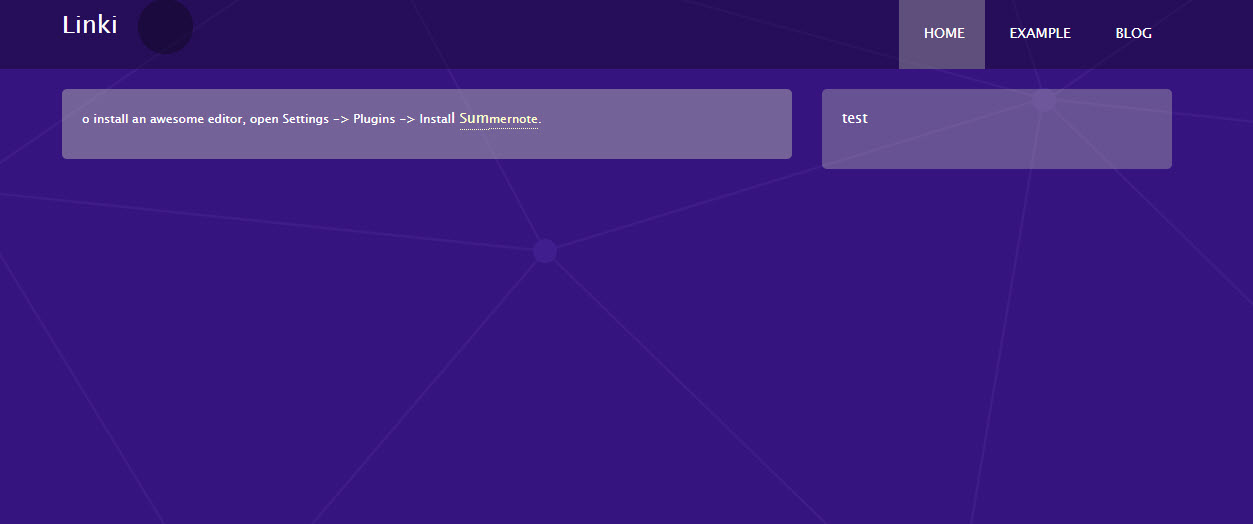 Linki
HOME EXAMPLE BLOG
o install an awesome editor, open Settings -> Plugins -> Install Summernote.
test